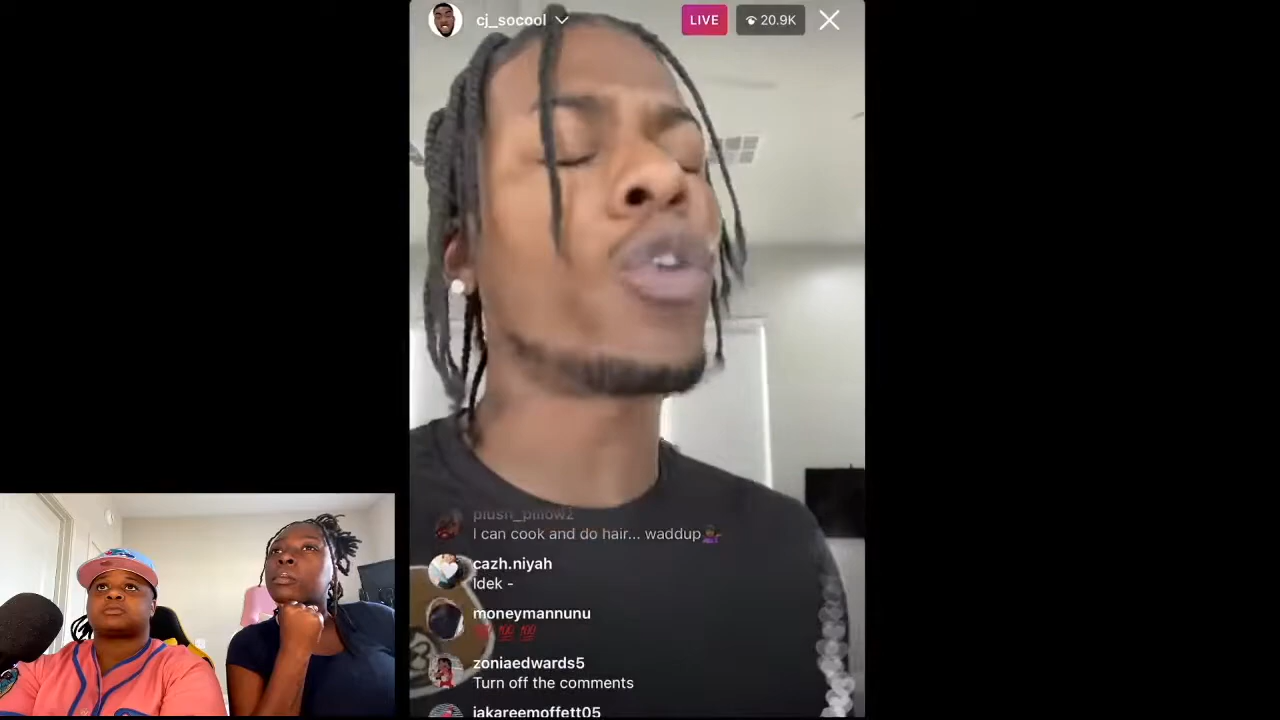 cj_socool
LIVE
20.9K
plush_pillow2
I can cook and do hair... waddup
cazh.niyah
Idek -
moneymannunu
💯 💯 💯
zoniaedwards5
Turn off the comments
jakareemoffett05